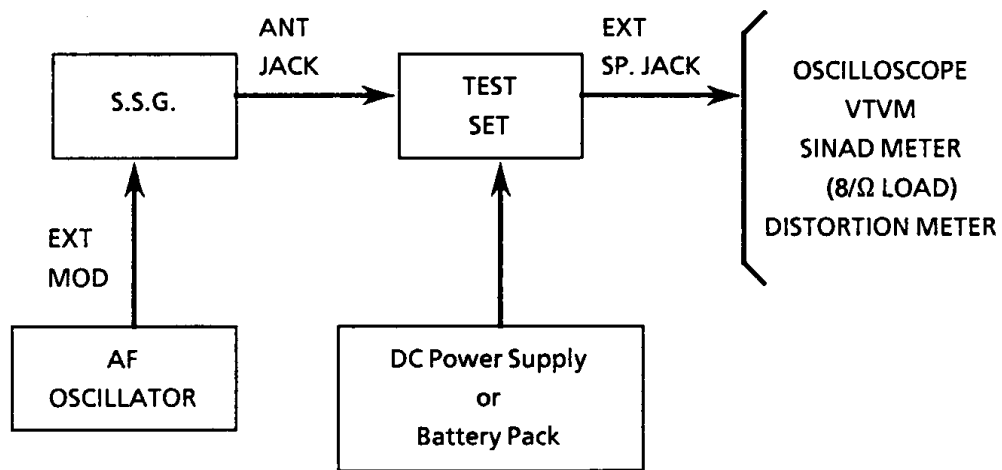 ANT
JACK
S.S.G.
EXT
SP. JACK
TEST
SET
OSCILLOSCOPE
VTVM
SINAD METER
(8/Ω LOAD)
DISTORTION METER
EXT
MOD
AF
OSCILLATOR
DC Power Supply
or
Battery Pack